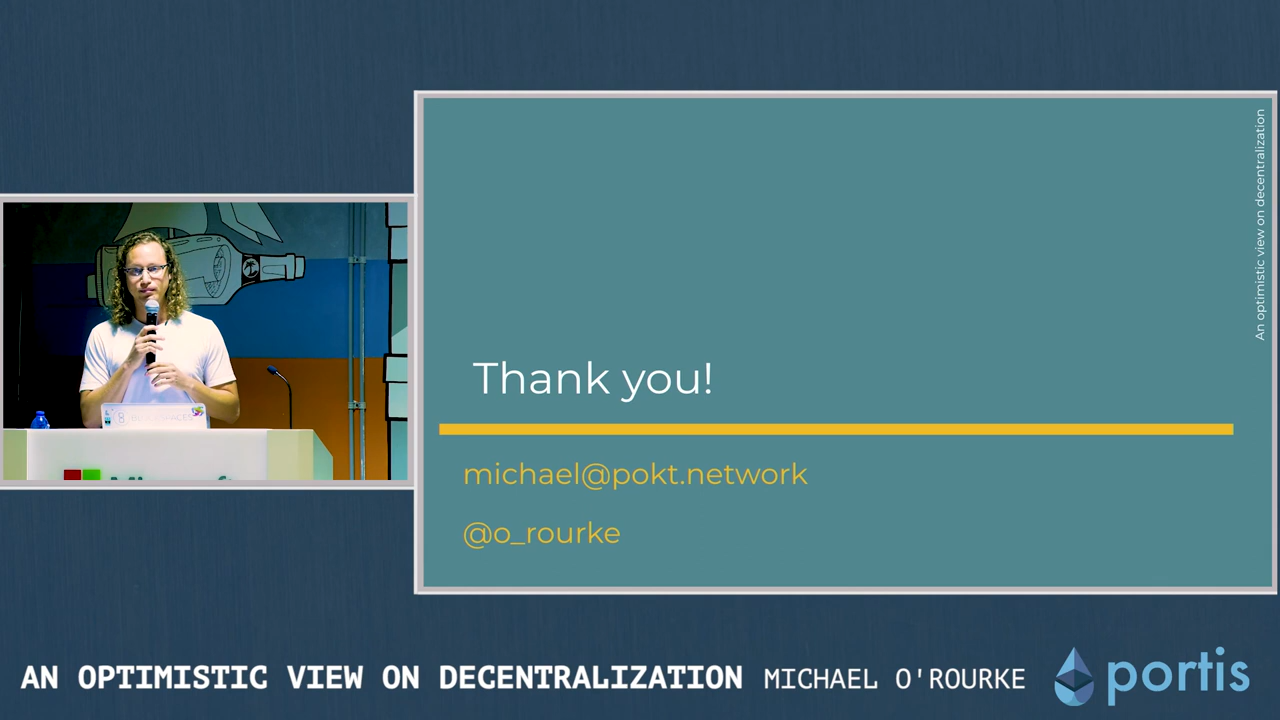 An optimistic view on decentralization
Thank you!
michael@pokt.network
@o_rourke
AN OPTIMISTIC VIEW ON DECENTRALIZATION MICHAEL O'ROURKE
portis